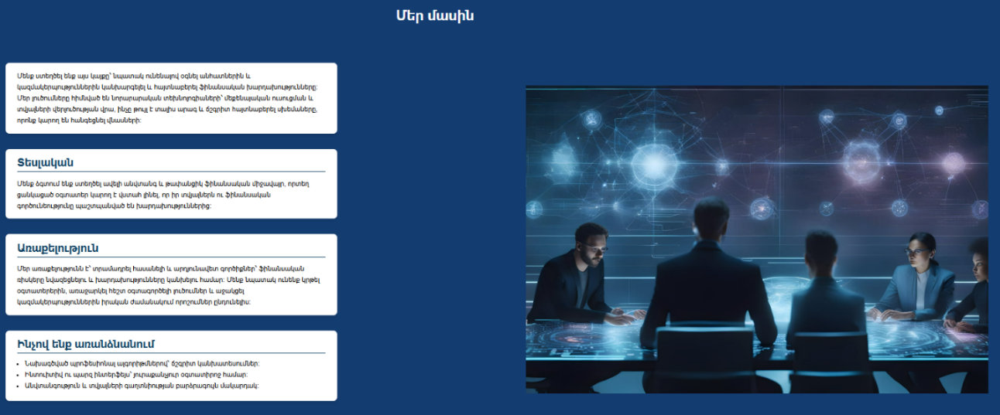 Մեր մասին
Մենք ստեղծել ենք այս կայքը՝ նպատակ ունենալով օգնել անհատներին և
կազմակերպություններին կանխարգելել և հայտնաբերել ֆինանսական խարդախությունները:
Մեր լուծումները հիմնված են նորարարական տեխնոլոգիաների՝ մեքենայական ուսուցման և
տվյալների վերլուծության վրա, ինչը թույլ է տալիս արագ և ճշգրիտ հայտնաբերել սխեմաները,
որոնք կարող են հանգեցնել վնասների:
Տեսլական
Մենք ձգտում ենք ստեղծել ավելի անվտանգ և թափանցիկ ֆինանսական միջավայր, որտեղ
ցանկացած օգտատեր կարող է վստահ լինել, որ իր տվյալներն ու ֆինանսական
գործունեությունը պաշտպանված են խարդախություններից:
Առաքելություն
Մեր առաքելությունն է՝ տրամադրել հասանելի և արդյունավետ գործիքներ՝ ֆինանսական
ռիսկերը նվազեցնելու և խարդախությունները կանխելու համար: Մենք նպատակ ունենք կրթել
օգտատերերին, առաջարկել հեշտ օգտագործելի լուծումներ և աջակցել
կազմակերպություններին իրական ժամանակում որոշումներ ընդունելիս:
Ինչով ենք առանձնանում
• Նախագծված պրոֆեսիոնալ ալգորիթմներով՝ ճշգրիտ կանխատեսումներ:
• Ինտուիտիվ ու պարզ ինտերֆեյս՝ յուրաքանչյուր օգտատիրոջ համար:
• Անվտանգություն և տվյալների գաղտնիության բարձրագույն մակարդակ: